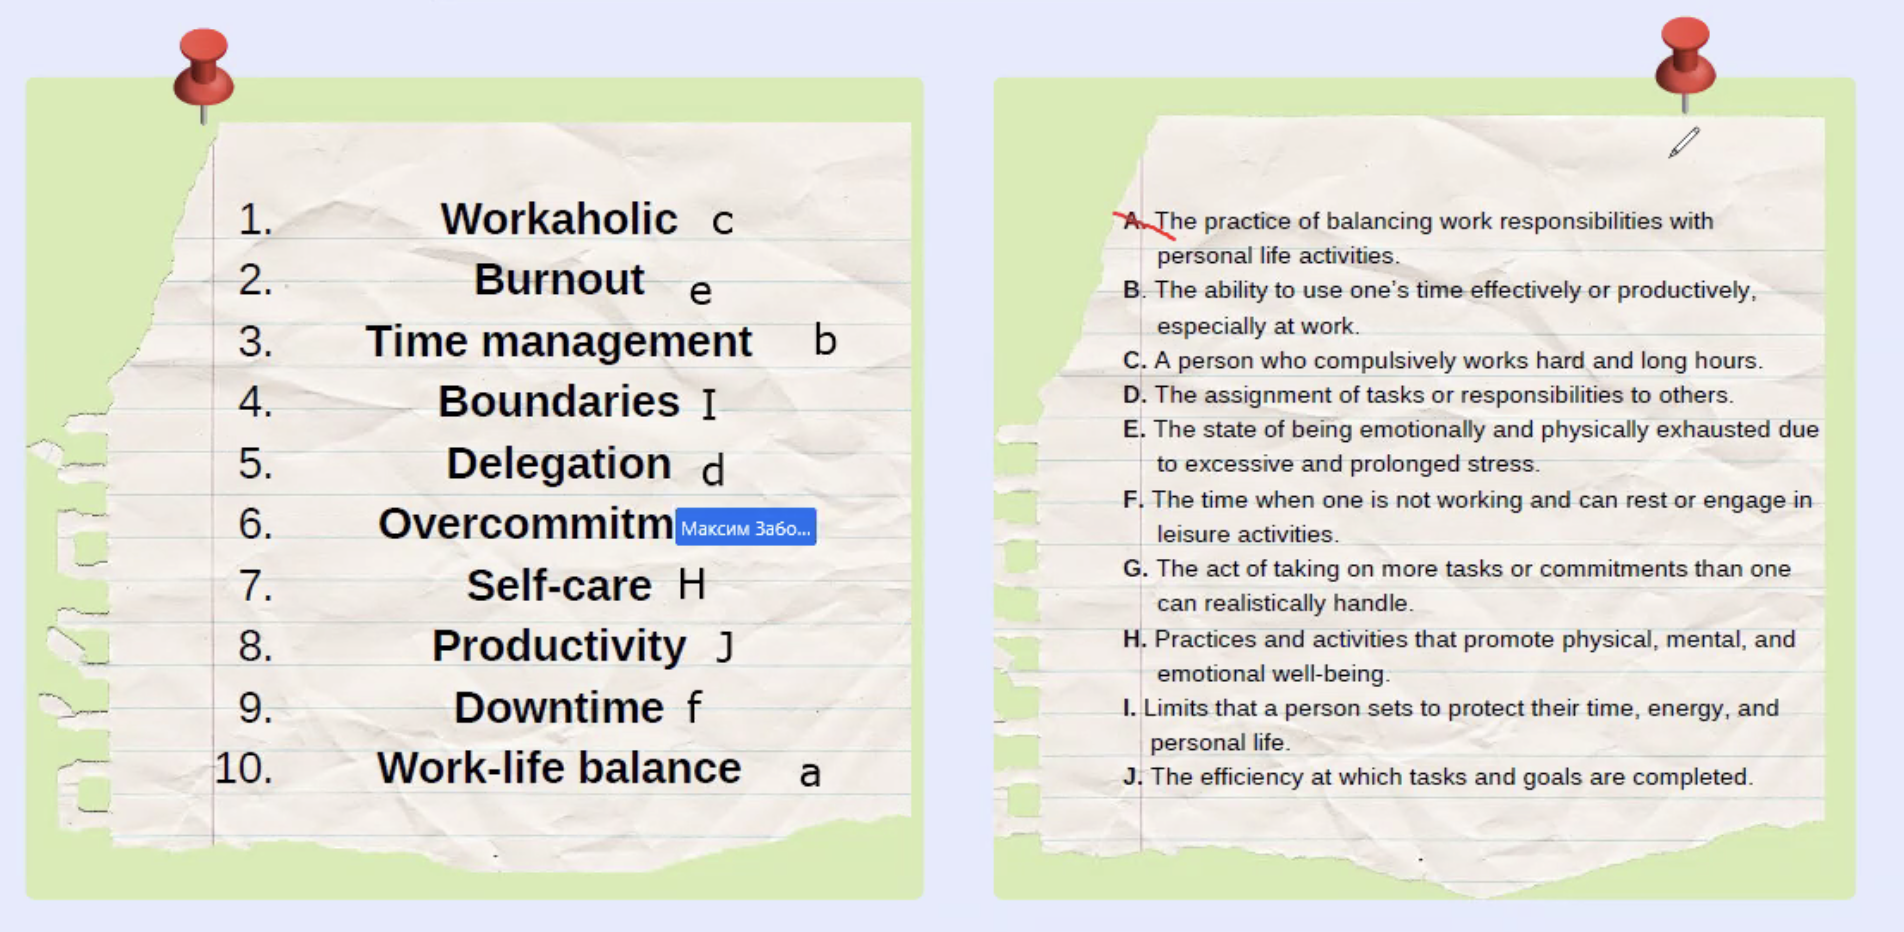 1. Workaholic c
2. Burnout e
3. Time management b
4. Boundaries I
5. Delegation d
6. Overcommitm Максим Забо...
7. Self-care H
8. Productivity J
9. Downtime f
10. Work-life balance a
A. The practice of balancing work responsibilities with
personal life activities.
B. The ability to use one's time effectively or productively,
especially at work.
C. A person who compulsively works hard and long hours.
D. The assignment of tasks or responsibilities to others.
E. The state of being emotionally and physically exhausted due
to excessive and prolonged stress.
F. The time when one is not working and can rest or engage in
leisure activities.
G. The act of taking on more tasks or commitments than one
can realistically handle.
H. Practices and activities that promote physical, mental, and
emotional well-being.
I. Limits that a person sets to protect their time, energy, and
personal life.
J. The efficiency at which tasks and goals are completed.